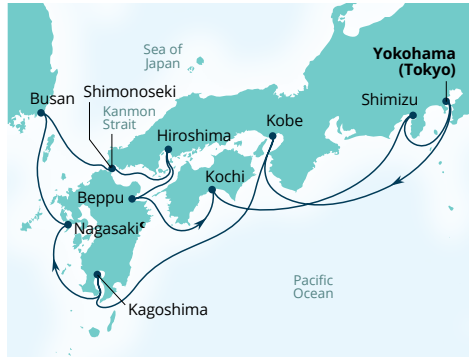 Sea of
Japan
Yokohama
(Tokyo)
Shimonoseki
Busan
Kanmon
Strait
Shimizu
Hiroshima
Kobe
Kochi
Beppu
Nagasaki
Pacific
Ocean
Kagoshima